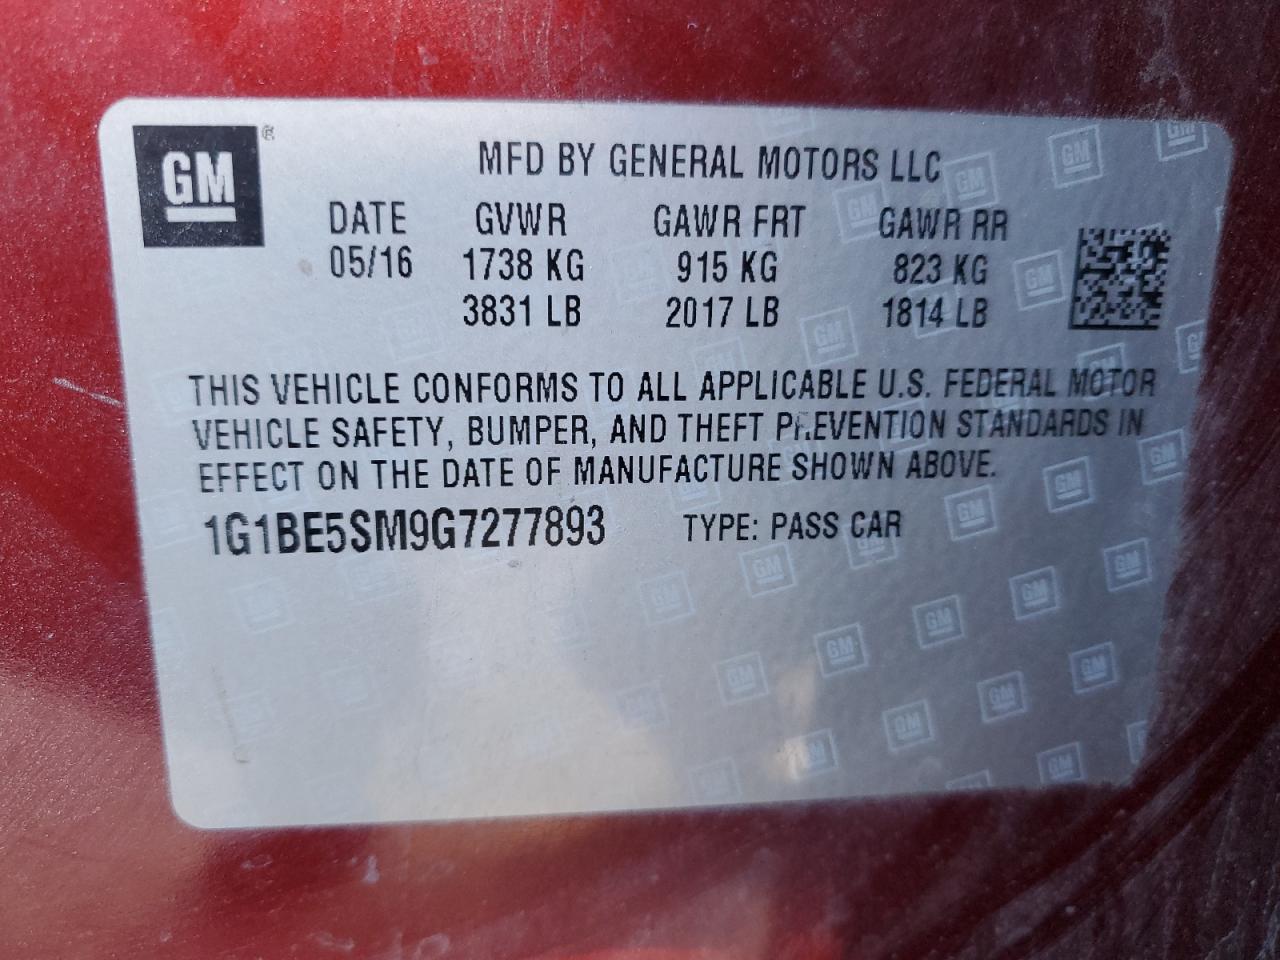 GM®
MFD BY GENERAL MOTORS LLC
DATE GVWR GAWR FRT GAWR RR
05/16 1738 KG 915 KG 823 KG
3831 LB 2017 LB 1814 LB
THIS VEHICLE CONFORMS TO ALL APPLICABLE U.S. FEDERAL MOTOR
VEHICLE SAFETY, BUMPER, AND THEFT PREVENTION STANDARDS IN
EFFECT ON THE DATE OF MANUFACTURE SHOWN ABOVE.
1G1BE5SM9G7277893 TYPE: PASS CAR